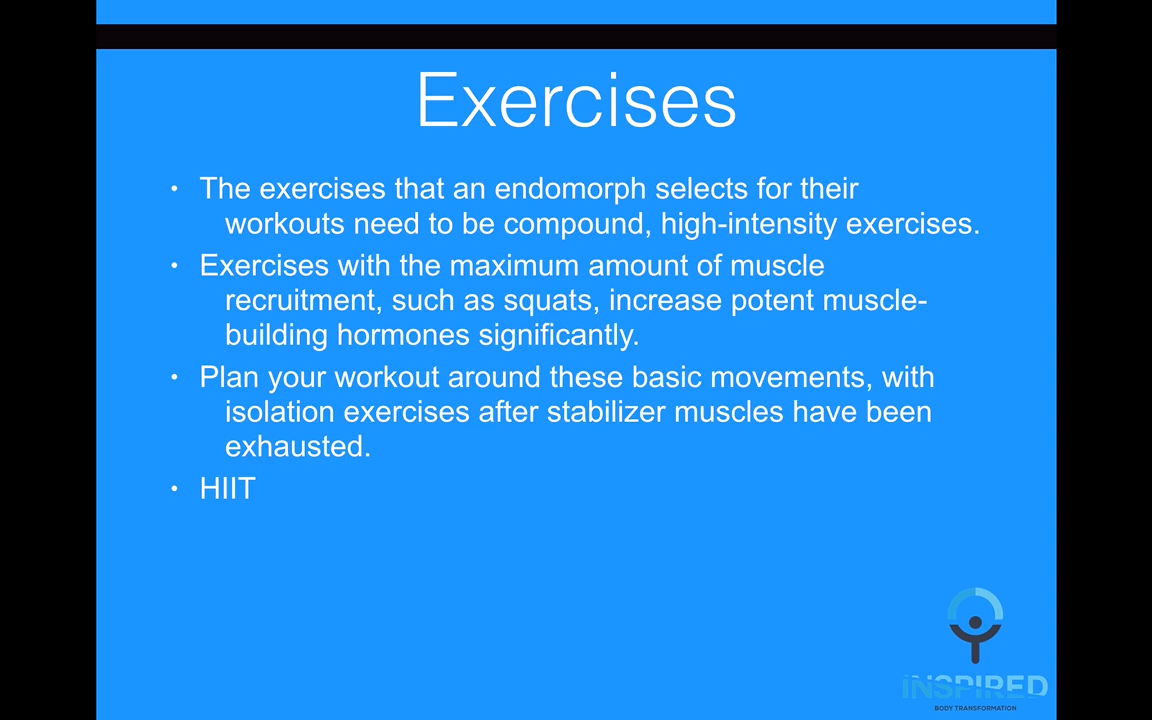 Exercises
• The exercises that an endomorph selects for their
workouts need to be compound, high-intensity exercises.
• Exercises with the maximum amount of muscle
recruitment, such as squats, increase potent muscle-
building hormones significantly.
• Plan your workout around these basic movements, with
isolation exercises after stabilizer muscles have been
exhausted.
• HIIT
INSPIRED
BODY TRANSFORMATION